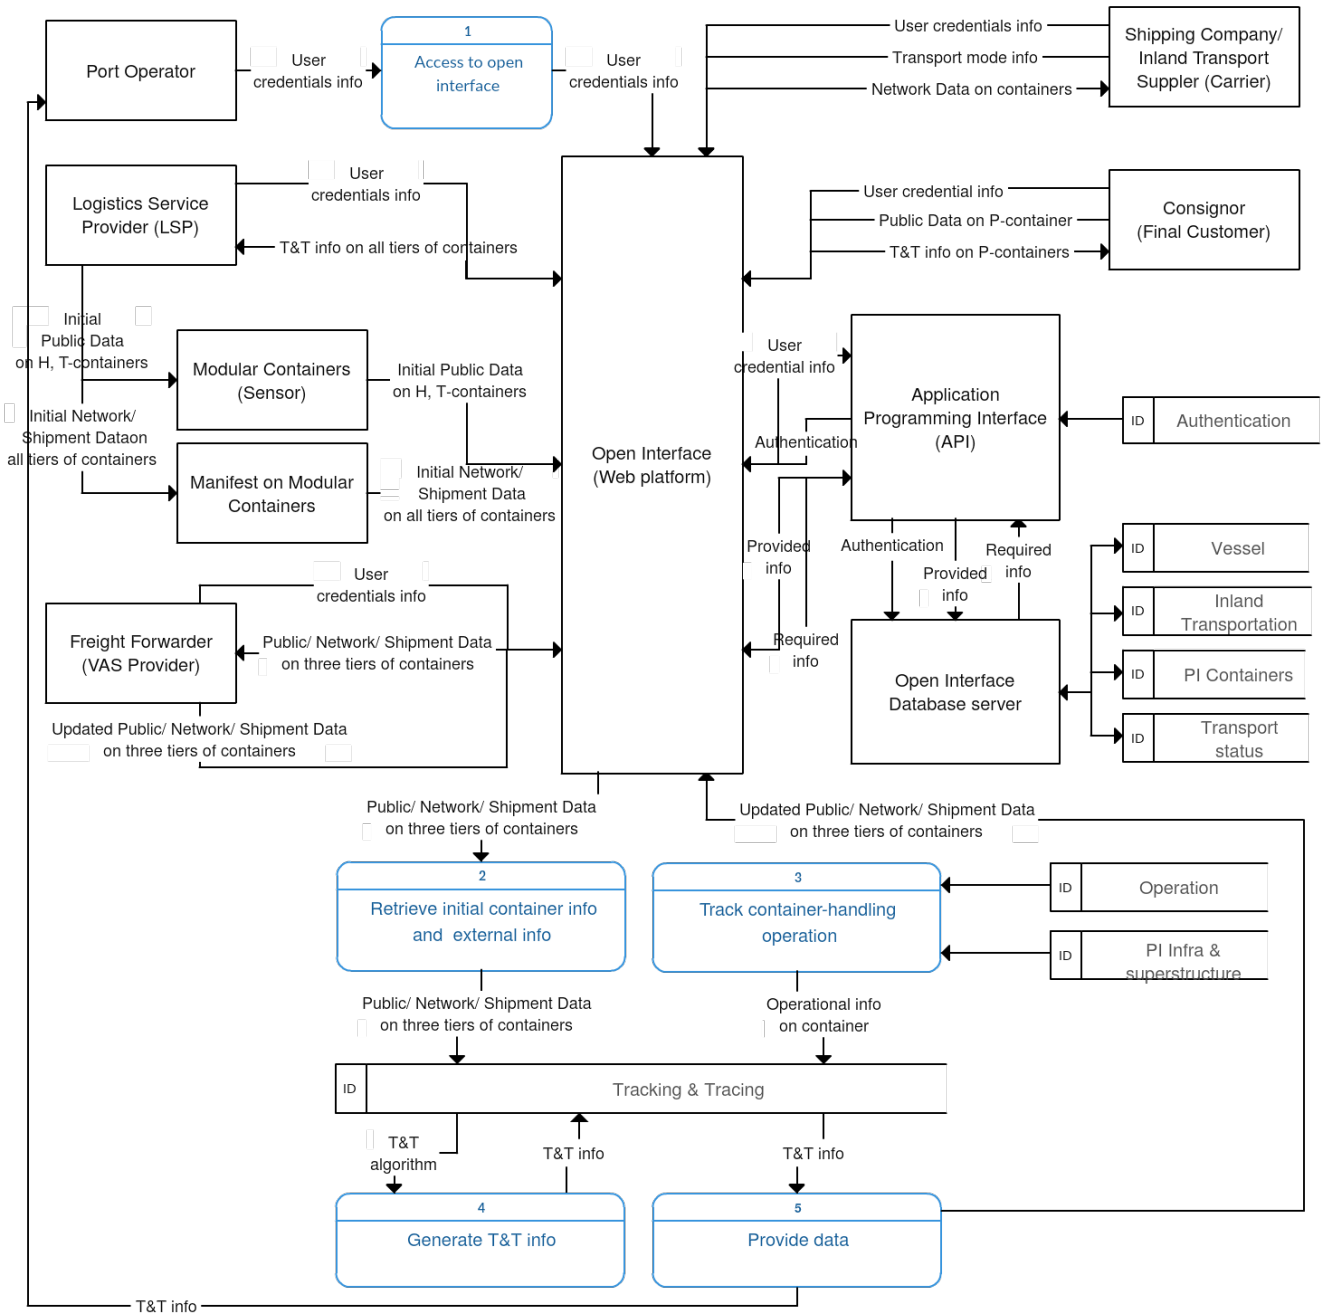 Port Operator
User
credentials info
1
Access to open
interface
User
credentials info
User credentials info
Transport mode info
Network Data on containers
Shipping Company/
Inland Transport
Suppler (Carrier)
Logistics Service
Provider (LSP)
User
credentials info
T&T info on all tiers of containers
User credential info
Public Data on P-container
T&T info on P-containers
Consignor
(Final Customer)
Initial
Public Data
on H, T-containers
Modular Containers
(Sensor)
Initial Public Data
on H, T-containers
Initial Network/
Shipment Dataon
all tiers of containers
Manifest on Modular
Containers
Initial Network/
Shipment Data
on all tiers of containers
Open Interface
(Web platform)
User
credential info
Authentication
Application
Programming Interface
(API)
ID
Authentication
Provided
info
Required
info
Authentication
Provided
info
Required
info
Open Interface
Database server
ID
Vessel
ID
Inland
Transportation
ID
PI Containers
ID
Transport
status
User
credentials info
Freight Forwarder
(VAS Provider)
Public/ Network/ Shipment Data
on three tiers of containers
Updated Public/ Network/ Shipment Data
on three tiers of containers
Public/ Network/ Shipment Data
on three tiers of containers
Updated Public/ Network/ Shipment Data
on three tiers of containers
2
Retrieve initial container info
and external info
3
Track container-handling
operation
ID
Operation
ID
PI Infra &
superstructure
Public/ Network/ Shipment Data
on three tiers of containers
Operational info
on container
ID
Tracking & Tracing
T&T
algorithm
T&T info
T&T info
4
Generate T&T info
5
Provide data
T&T info